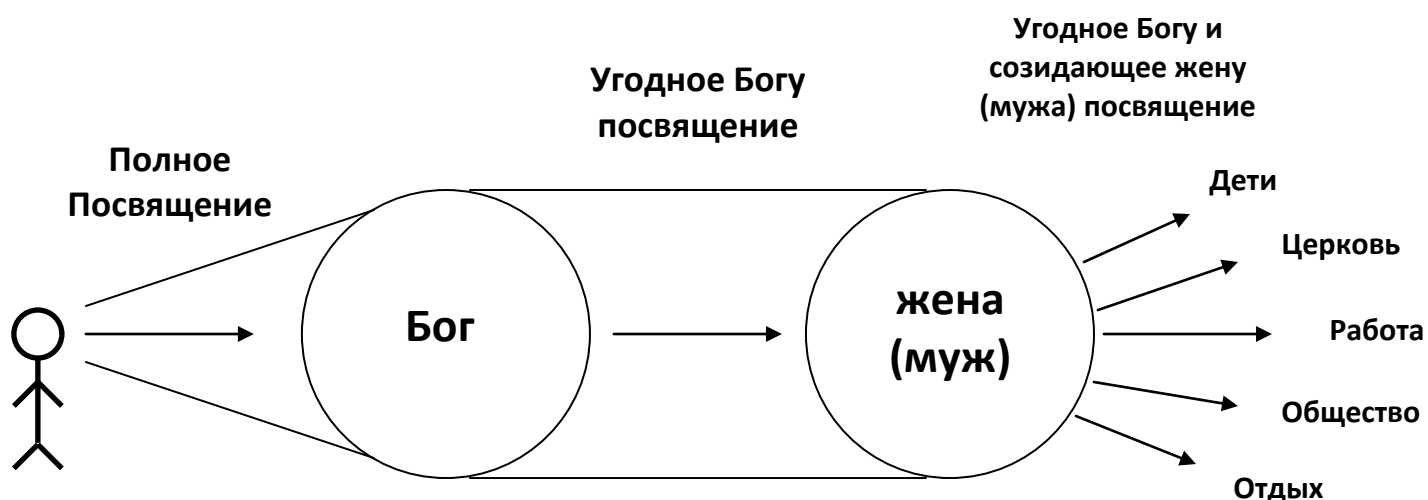 Полное
Посвящение
Угодное Богу
посвящение
Угодное Богу и
созидающее жену
(мужа) посвящение
Бог
жена
(муж)
Дети
Церковь
Работа
Общество
Отдых